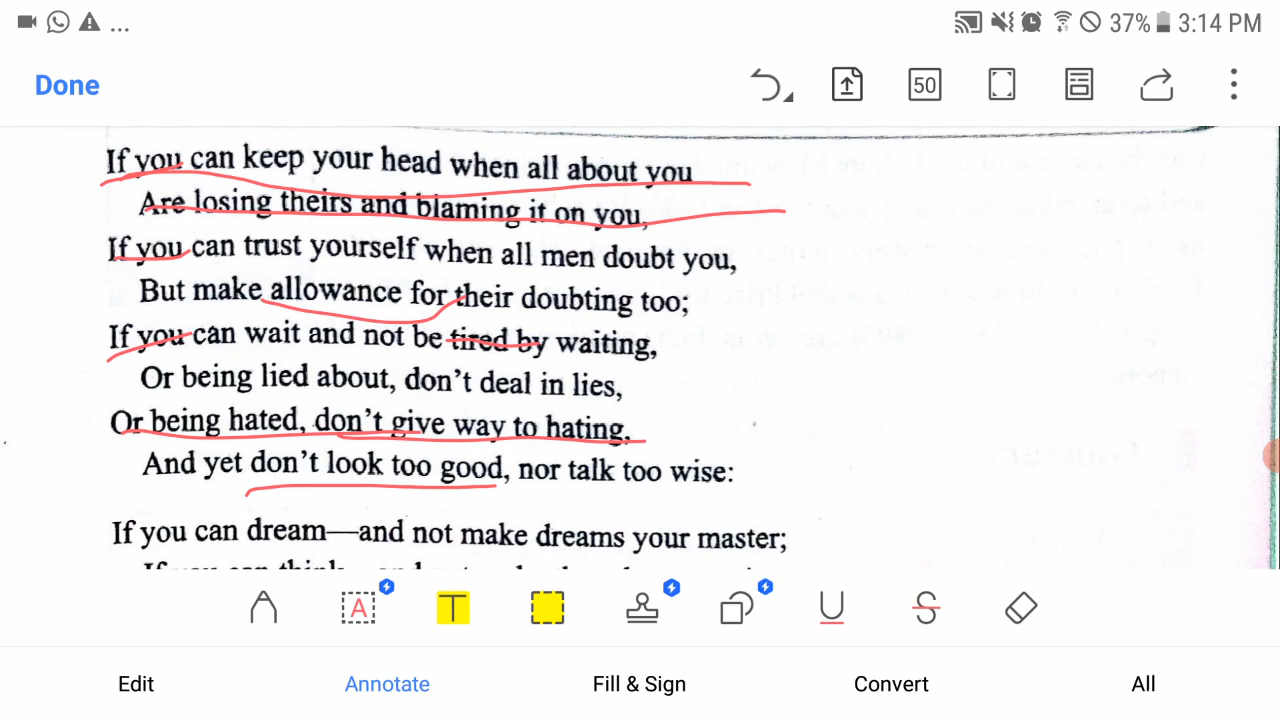 ... 37% 3:14 PM
Done 50
If you can keep your head when all about you
Are losing theirs and blaming it on you,
If you can trust yourself when all men doubt you,
But make allowance for their doubting too;
If you can wait and not be tired by waiting,
Or being lied about, don't deal in lies,
Or being hated, don't give way to hating,
And yet don't look too good, nor talk too wise:
If you can dream—and not make dreams your master;
A T U S
Edit Annotate Fill & Sign Convert All